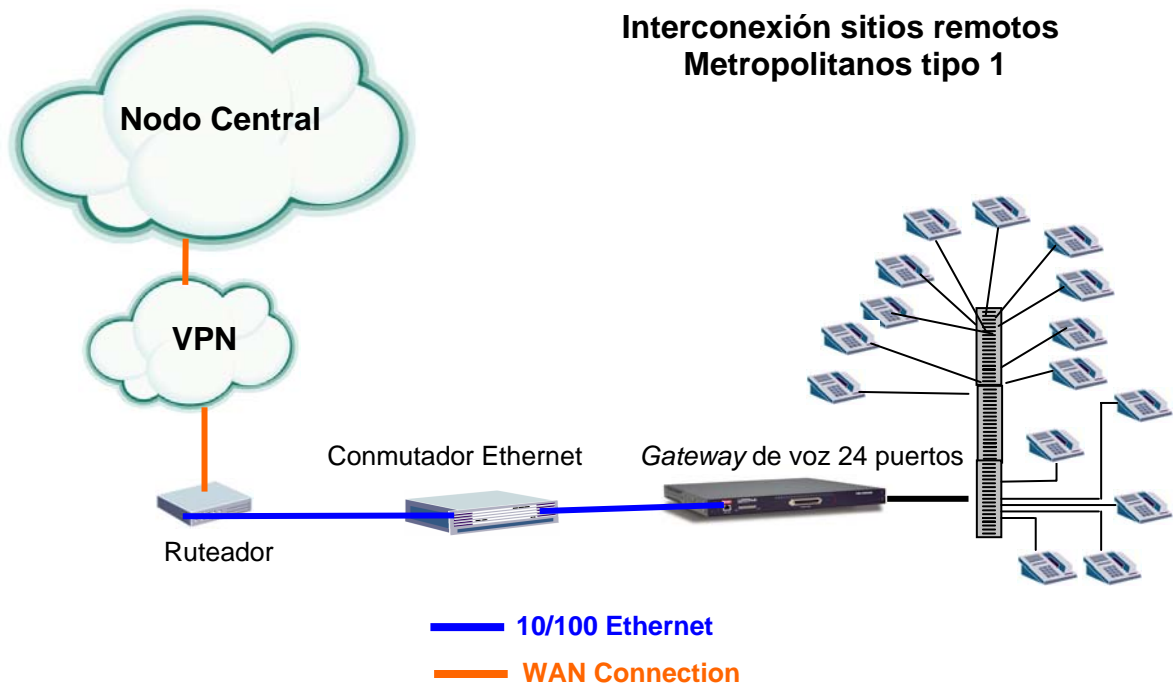 Interconexión sitios remotos
Metropolitanos tipo 1
Nodo Central
VPN
Conmutador Ethernet
Gateway de voz 24 puertos
Ruteador
10/100 Ethernet
WAN Connection